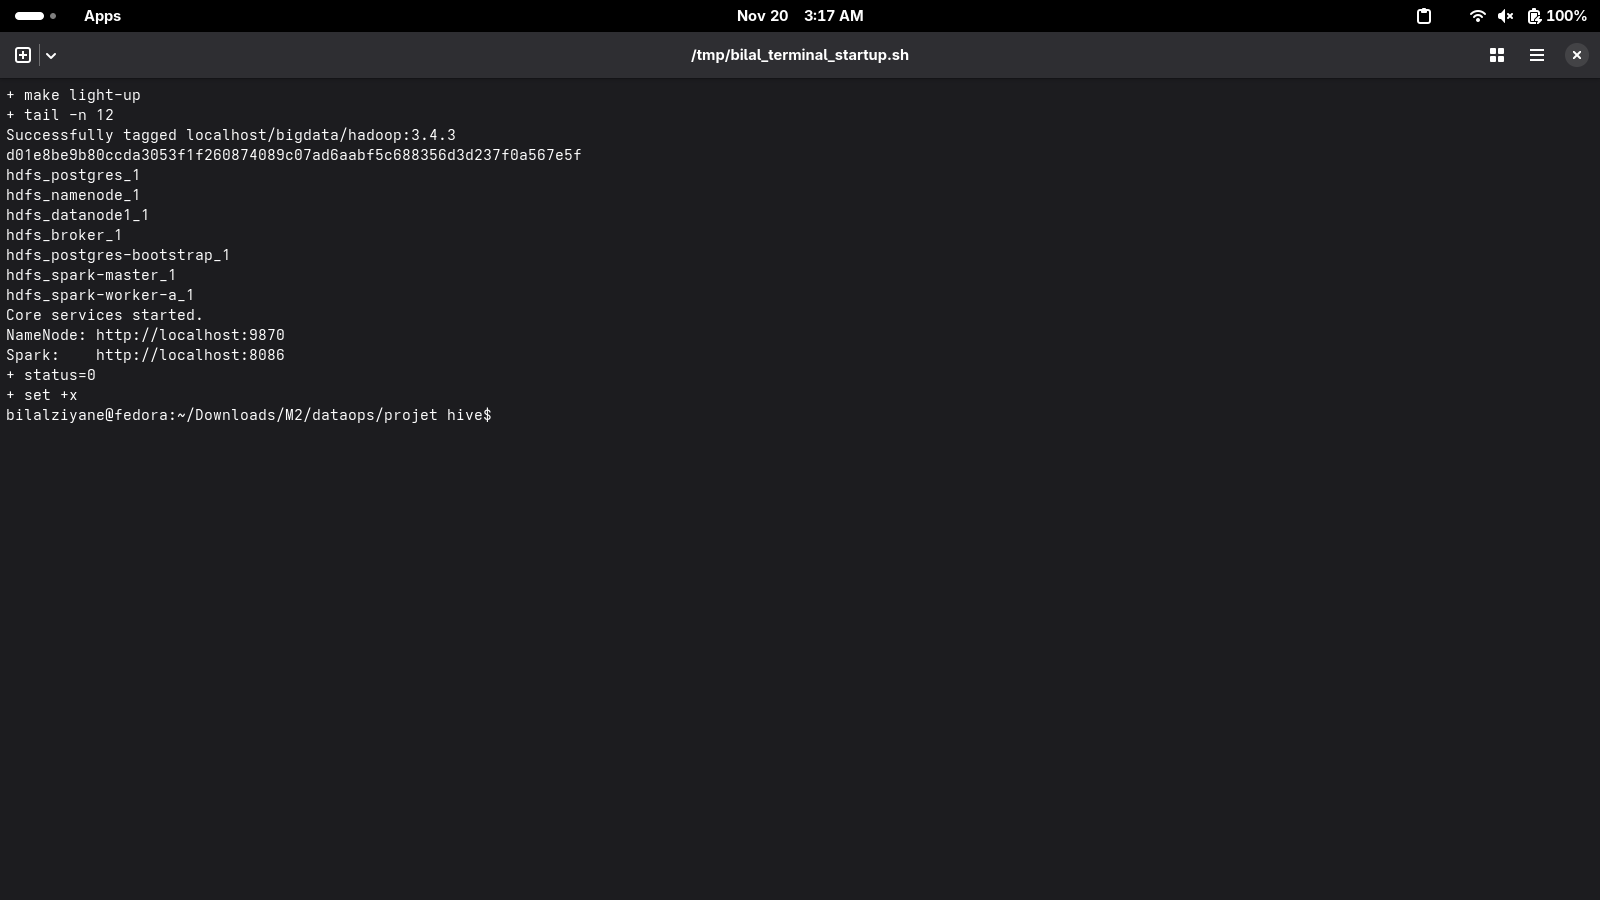 Apps
Nov 20 3:17 AM
100%
/tmp/bilal_terminal_startup.sh
+ make light-up
+ tail -n 12
Successfully tagged localhost/bigdata/hadoop:3.4.3
d01e8be9b80ccda3053f1f260874089c07ad6aabf5c688356d3d237f0a567e5f
hdfs_postgres_1
hdfs_namenode_1
hdfs_datanode1_1
hdfs_broker_1
hdfs_postgres-bootstrap_1
hdfs_spark-master_1
hdfs_spark-worker-a_1
Core services started.
NameNode: http://localhost:9870
Spark:    http://localhost:8086
+ status=0
+ set +x
bilalziyane@fedora:~/Downloads/M2/dataops/projet hive$